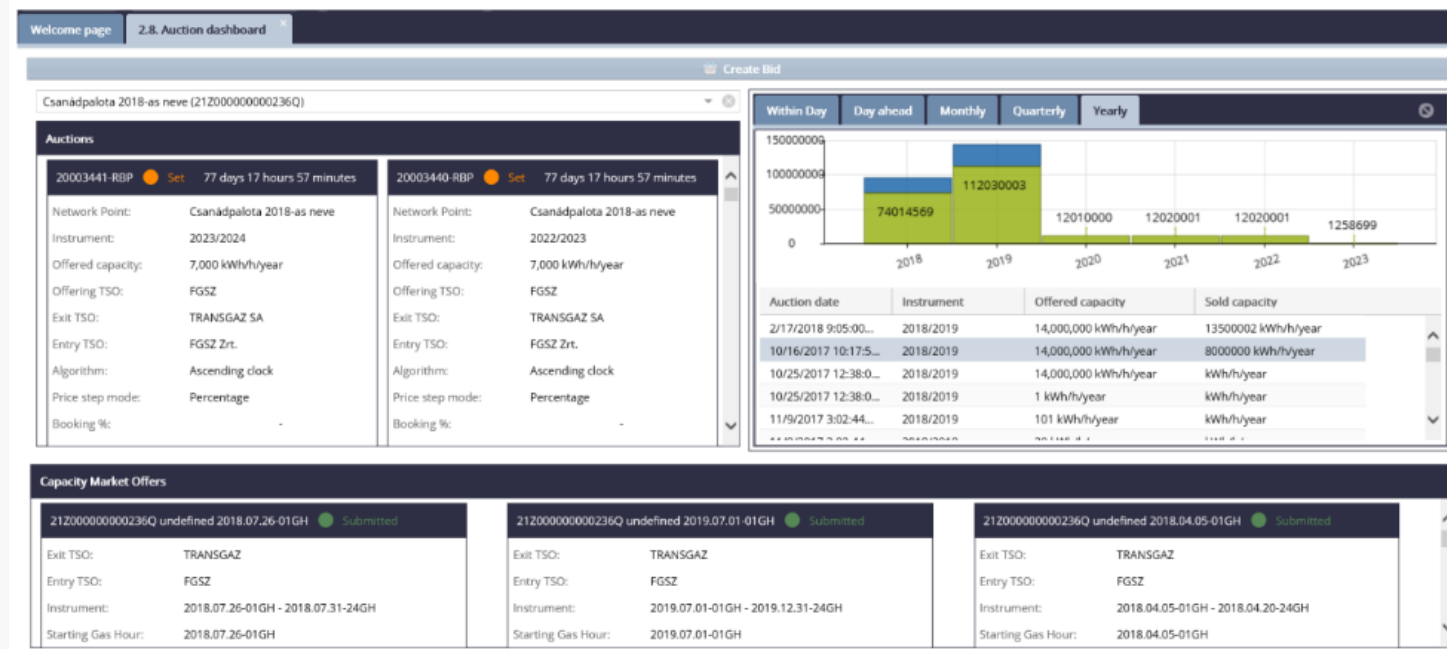 Welcome page 2.8. Auction dashboard
Create Bid
Csanádpalota 2018-as neve (21Z000000000236Q)
Auctions
20003441-RBP Set 77 days 17 hours 57 minutes
Network Point: Csanádpalota 2018-as neve
Instrument: 2023/2024
Offered capacity: 7,000 kWh/h/year
Offering TSO: FGSZ
Exit TSO: TRANSGAZ SA
Entry TSO: FGSZ Zrt.
Algorithm: Ascending clock
Price step mode: Percentage
Booking %: -
20003440-RBP Set 77 days 17 hours 57 minutes
Network Point: Csanádpalota 2018-as neve
Instrument: 2022/2023
Offered capacity: 7,000 kWh/h/year
Offering TSO: FGSZ
Exit TSO: TRANSGAZ SA
Entry TSO: FGSZ Zrt.
Algorithm: Ascending clock
Price step mode: Percentage
Booking %: -
Within Day Day ahead Monthly Quarterly Yearly
150000000
100000000
50000000
0
74014569 112030003 12010000 12020001 12020001 1258699
2018 2019 2020 2021 2022 2023
Auction date Instrument Offered capacity Sold capacity
2/17/2018 9:05:00... 2018/2019 14,000,000 kWh/h/year 13500002 kWh/h/year
10/16/2017 10:17:5... 2018/2019 14,000,000 kWh/h/year 8000000 kWh/h/year
10/25/2017 12:38:0... 2018/2019 14,000,000 kWh/h/year kWh/h/year
10/25/2017 12:38:0... 2018/2019 1 kWh/h/year kWh/h/year
11/9/2017 3:02:44... 2018/2019 101 kWh/h/year kWh/h/year
Capacity Market Offers
21Z000000000236Q undefined 2018.07.26-01GH Submitted
Exit TSO: TRANSGAZ
Entry TSO: FGSZ
Instrument: 2018.07.26-01GH - 2018.07.31-24GH
Starting Gas Hour: 2018.07.26-01GH
21Z000000000236Q undefined 2019.07.01-01GH Submitted
Exit TSO: TRANSGAZ
Entry TSO: FGSZ
Instrument: 2019.07.01-01GH - 2019.12.31-24GH
Starting Gas Hour: 2019.07.01-01GH
21Z000000000236Q undefined 2018.04.05-01GH Submitted
Exit TSO: TRANSGAZ
Entry TSO: FGSZ
Instrument: 2018.04.05-01GH - 2018.04.20-24GH
Starting Gas Hour: 2018.04.05-01GH